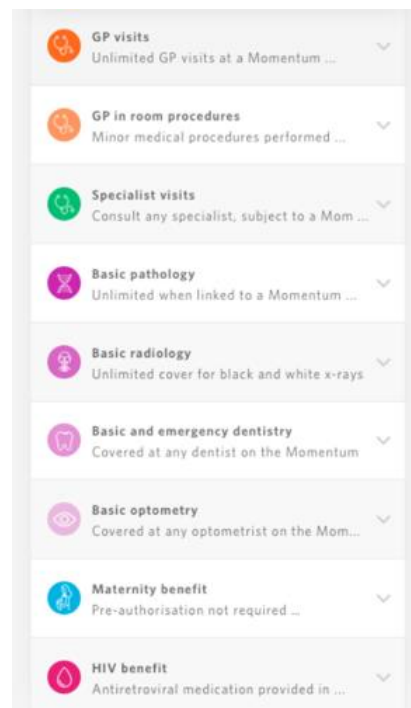 GP visits
Unlimited GP visits at a Momentum ...
GP in room procedures
Minor medical procedures performed ...
Specialist visits
Consult any specialist, subject to a Mom ...
Basic pathology
Unlimited when linked to a Momentum ...
Basic radiology
Unlimited cover for black and white x-rays
Basic and emergency dentistry
Covered at any dentist on the Momentum
Basic optometry
Covered at any optometrist on the Mom...
Maternity benefit
Pre-authorisation not required ...
HIV benefit
Antiretroviral medication provided in ...